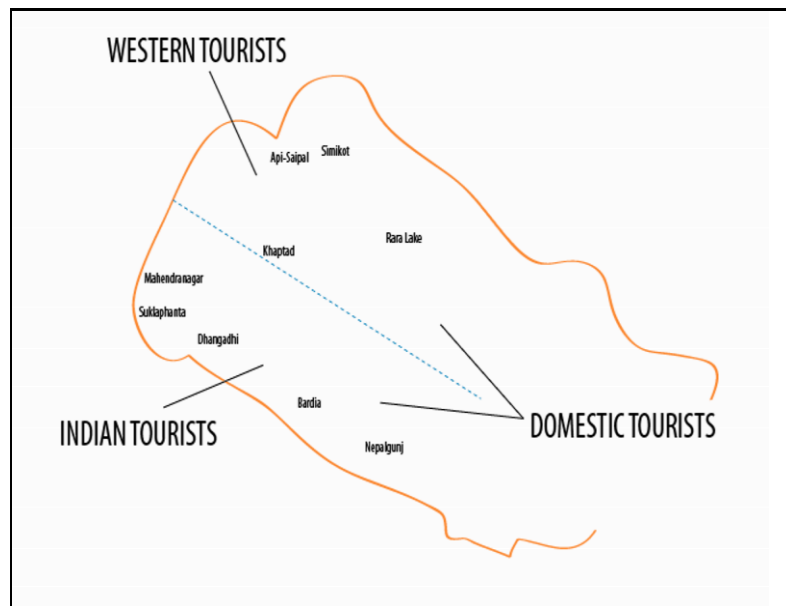 WESTERN TOURISTS
Api-Saipal
Simikot
Khaptad
Rara Lake
Mahendranagar
Suklaphanta
Dhangadhi
Bardia
INDIAN TOURISTS
DOMESTIC TOURISTS
Nepalgunj